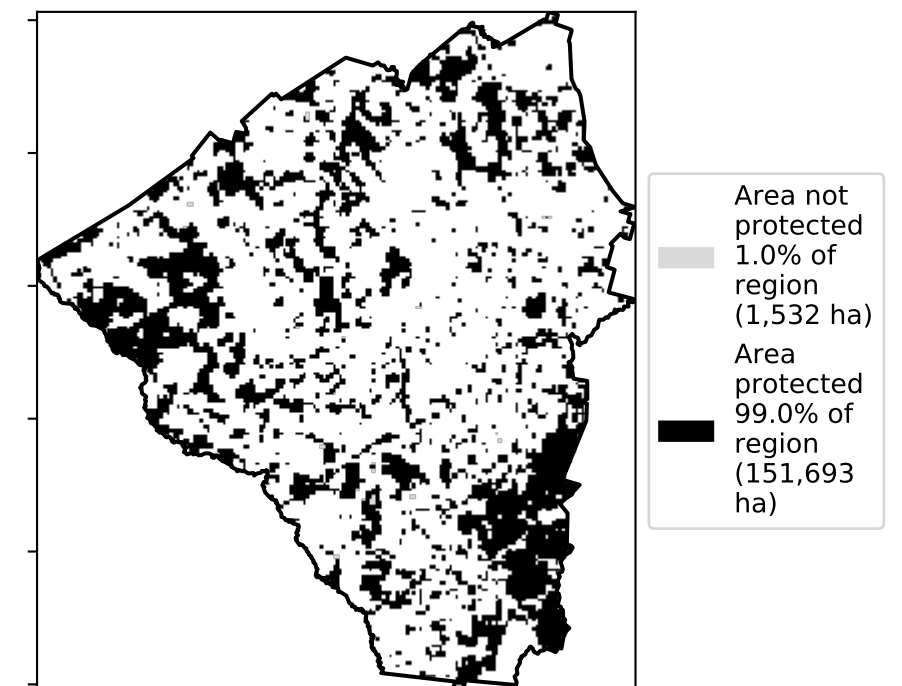 Area not
protected
1.0% of
region
(1,532 ha)
Area
protected
99.0% of
region
(151,693
ha)